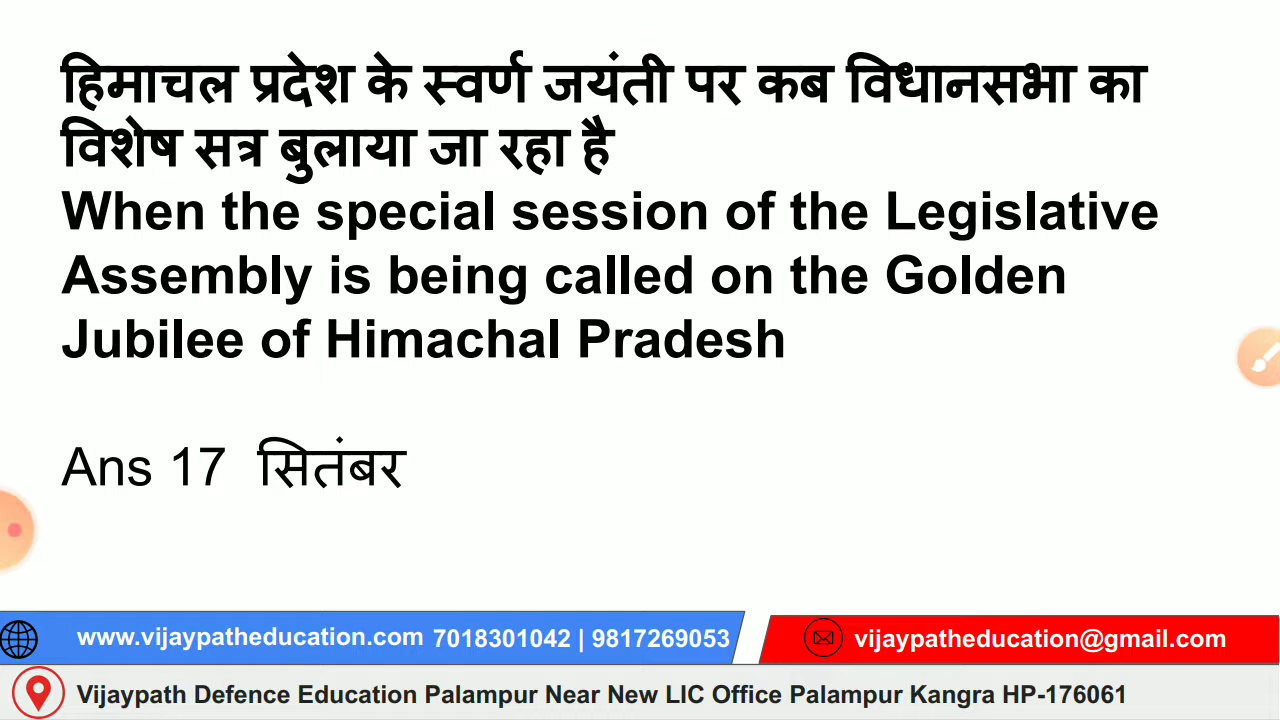 हिमाचल प्रदेश के स्वर्ण जयंती पर कब विधानसभा का
विशेष सत्र बुलाया जा रहा है
When the special session of the Legislative
Assembly is being called on the Golden
Jubilee of Himachal Pradesh
Ans 17 सितंबर
www.vijaypatheducation.com 7018301042 | 9817269053
vijaypatheducation@gmail.com
Vijaypath Defence Education Palampur Near New LIC Office Palampur Kangra HP-176061